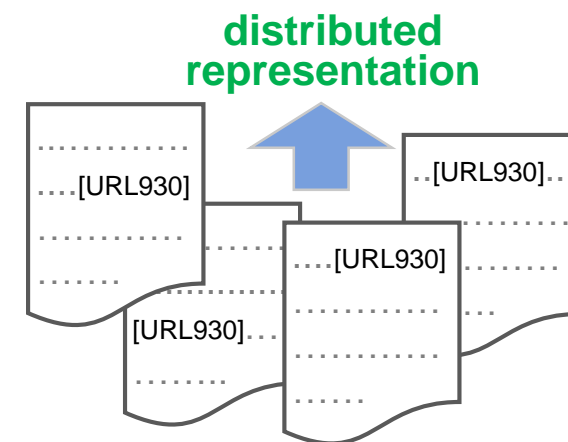 distributed
representation
....[URL930]
..[URL930]..
....[URL930]
[URL930]...